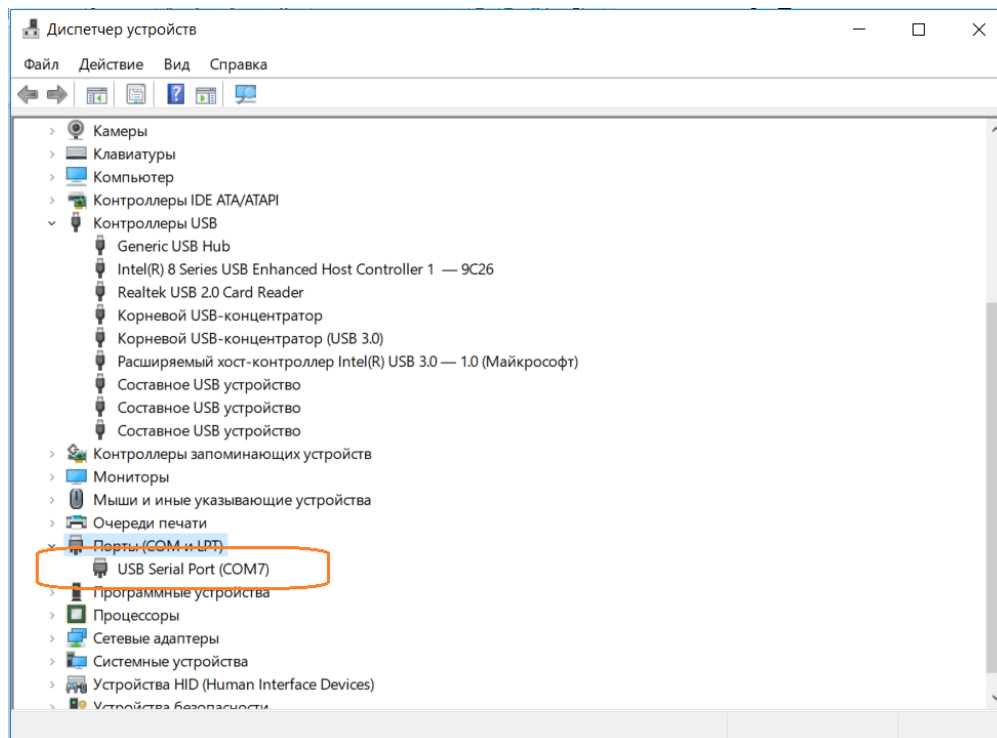 Диспетчер устройств
Файл Действие Вид Справка
Камеры
Клавиатуры
Компьютер
Контроллеры IDE ATA/ATAPI
Контроллеры USB
Generic USB Hub
Intel(R) 8 Series USB Enhanced Host Controller 1 — 9C26
Realtek USB 2.0 Card Reader
Корневой USB-концентратор
Корневой USB-концентратор (USB 3.0)
Расширяемый хост-контроллер Intel(R) USB 3.0 — 1.0 (Майкрософт)
Составное USB устройство
Составное USB устройство
Составное USB устройство
Контроллеры запоминающих устройств
Мониторы
Мыши и иные указывающие устройства
Очереди печати
Порты (COM и LPT)
USB Serial Port (COM7)
Программные устройства
Процессоры
Сетевые адаптеры
Системные устройства
Устройства HID (Human Interface Devices)
Устройства безопасности